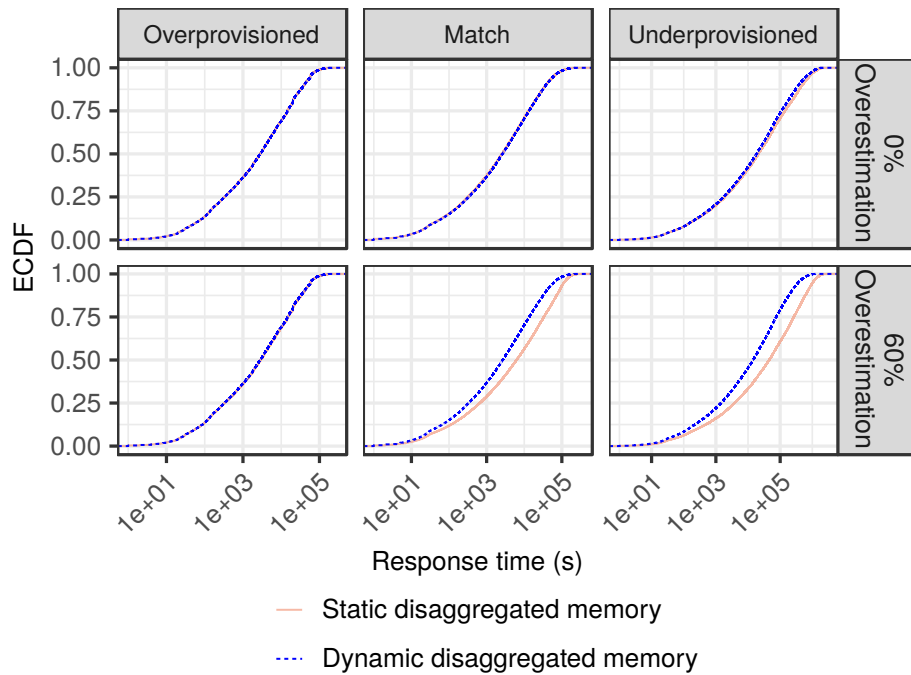 Overprovisioned
Match
Underprovisioned
1.00
0.75
0.50
0.25
0.00
0%
Overestimation
ECDF
1.00
0.75
0.50
0.25
0.00
60%
Overestimation
1e+01
1e+03
1e+05
1e+01
1e+03
1e+05
1e+01
1e+03
1e+05
Response time (s)
Static disaggregated memory
Dynamic disaggregated memory